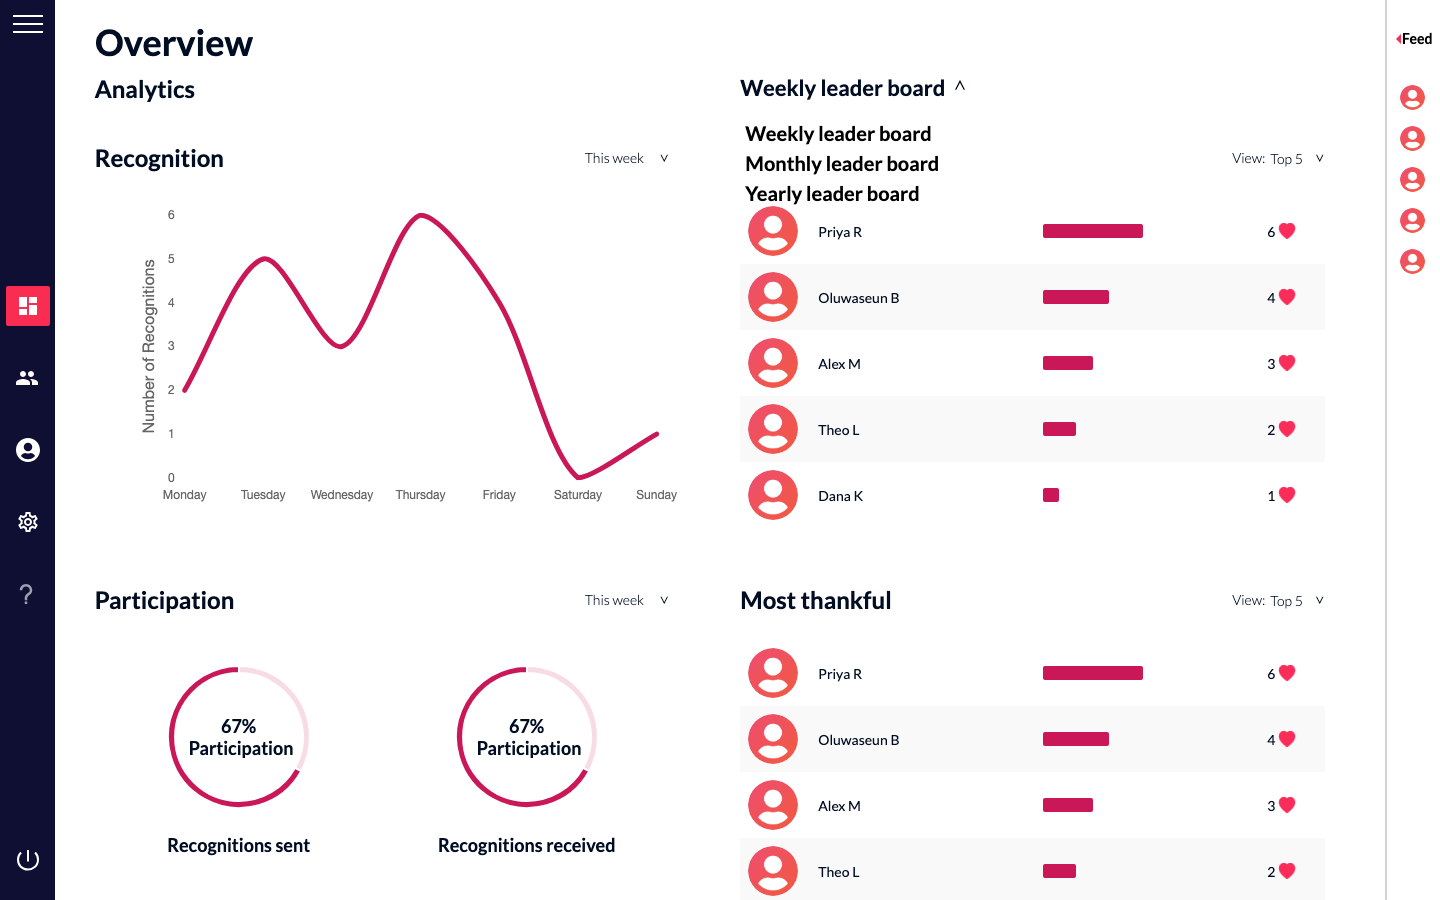 Overview
Analytics
Recognition
This week
Number of Recognitions
6
5
4
3
2
1
0
Monday Tuesday Wednesday Thursday Friday Saturday Sunday
Weekly leader board
Weekly leader board
Monthly leader board
Yearly leader board
View: Top 5
Priya R 6
Oluwaseun B 4
Alex M 3
Theo L 2
Dana K 1
Participation
This week
67%
Participation
Recognitions sent
67%
Participation
Recognitions received
Most thankful
View: Top 5
Priya R 6
Oluwaseun B 4
Alex M 3
Theo L 2
Feed